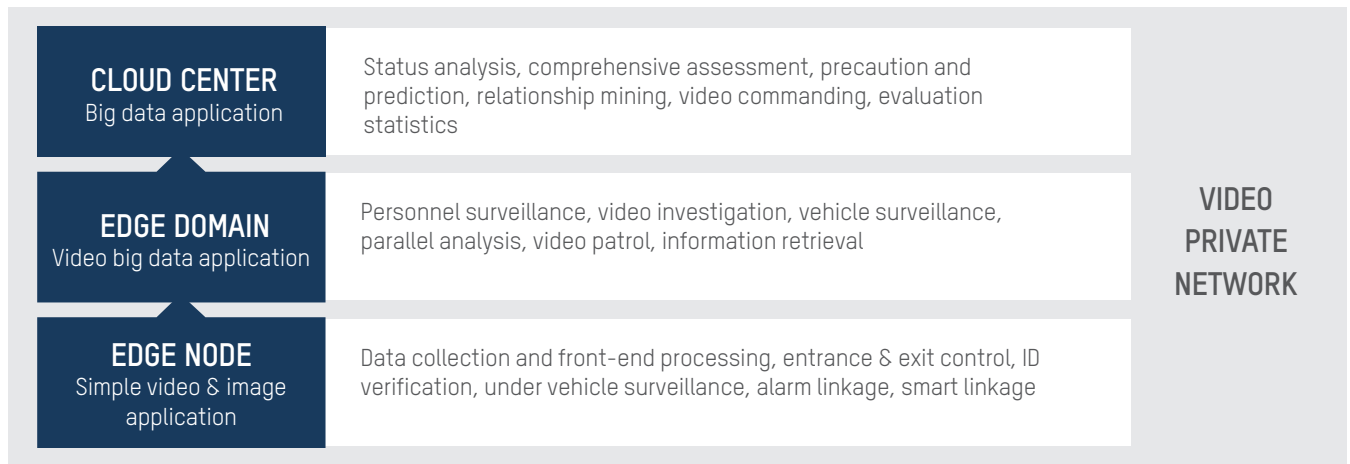 CLOUD CENTER
Big data application
Status analysis, comprehensive assessment, precaution and
prediction, relationship mining, video commanding, evaluation
statistics
EDGE DOMAIN
Video big data application
Personnel surveillance, video investigation, vehicle surveillance,
parallel analysis, video patrol, information retrieval
EDGE NODE
Simple video & image
application
Data collection and front-end processing, entrance & exit control, ID
verification, under vehicle surveillance, alarm linkage, smart linkage
VIDEO
PRIVATE
NETWORK